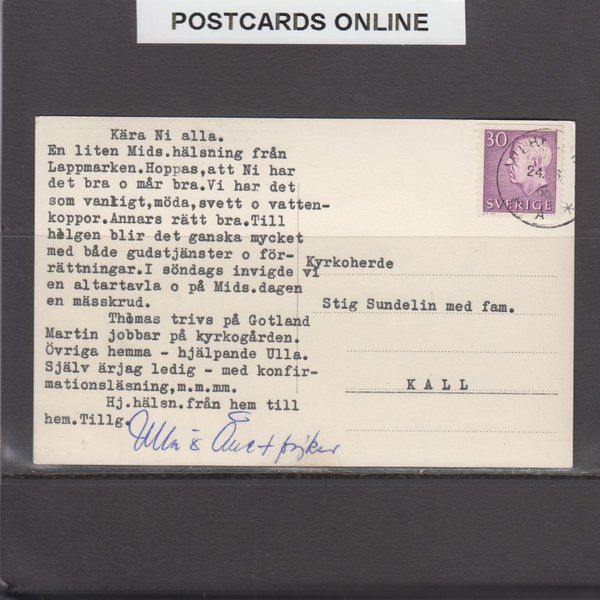 POSTCARDS ONLINE
Kära Ni alla.
En liten Mids.hälsning från
Lappmarken.Hoppas,att Ni har
det bra o mår bra.Vi har det
som vankigt,möda,svett o vatten-
koppor.Annars rätt bra.Till
helgen blir det ganska mycket
med både gudstjänster o för-
rättningar.I söndags invigde vi
en altartavla o på Mids.dagen
en mässkrud.
Thomas trivs på Gotland
Martin jobbar på kyrkogården.
Övriga hemma - hjälpande Ulla.
Själv ärjag ledig - med konfir-
mationsläsning,m.m.mm.
Hj.hälsn.från hem till
hem.Tillg.
Ulla
30
SVERIGE
24.
A
Kyrkoherde
Stig Sundelin med fam.
KALL